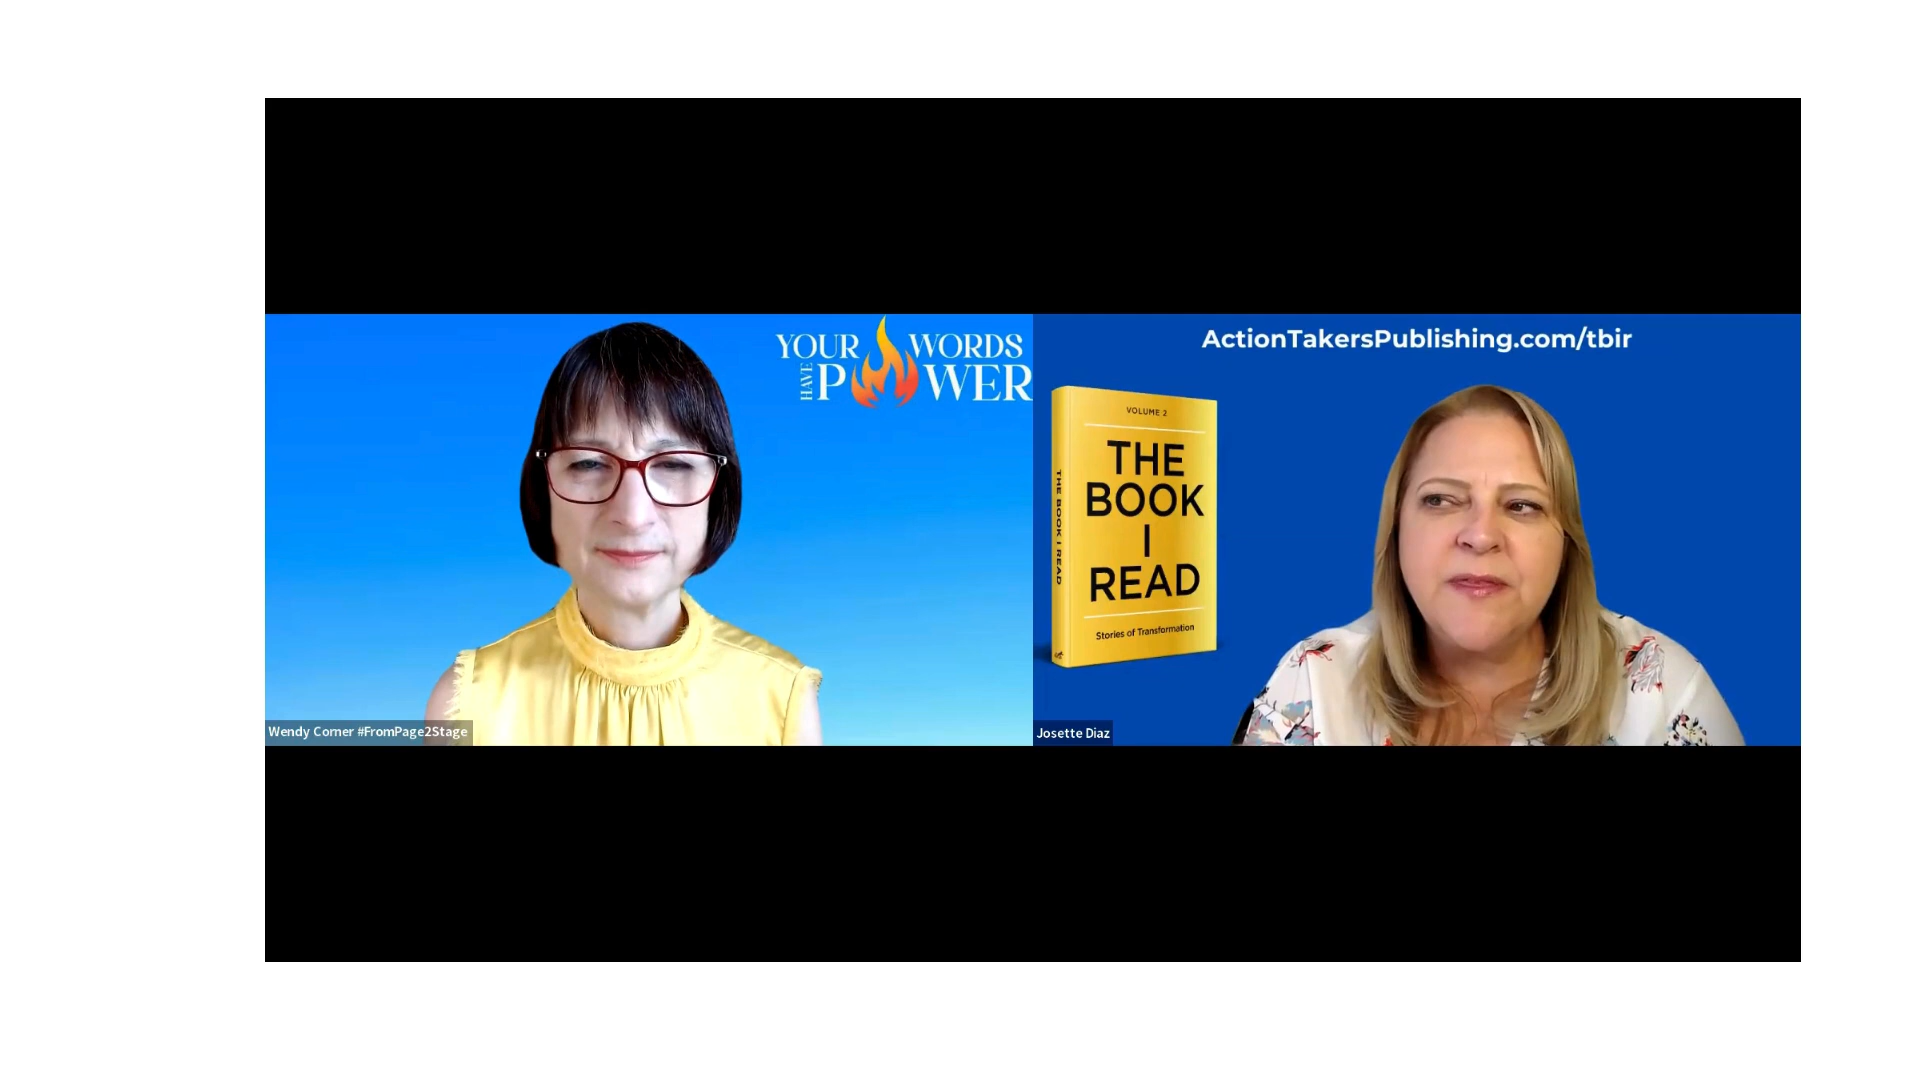 YOUR WORDS
HAVE
POWER
Wendy Corner #FromPage2Stage
ActionTakersPublishing.com/tbir
VOLUME 2
THE
BOOK
I
READ
Stories of Transformation
THE BOOK I READ
Josette Diaz